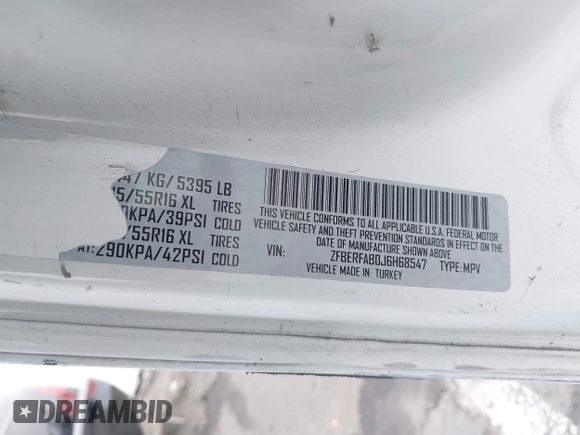 KG/ 5395 LB
/55R16 XL TIRES
KPA/39PSI COLD
/55R16 XL TIRES
AT:290KPA/42PSI COLD
THIS VEHICLE CONFORMS TO ALL APPLICABLE U.S.A. FEDERAL MOTOR
VEHICLE SAFETY AND THEFT PREVENTION STANDARDS IN EFFECT ON
THE DATE OF MANUFACTURE SHOWN ABOVE.
VIN: ZFBERFAB0J6H68547 TYPE: MPV
VEHICLE MADE IN: TURKEY
DREAMBID